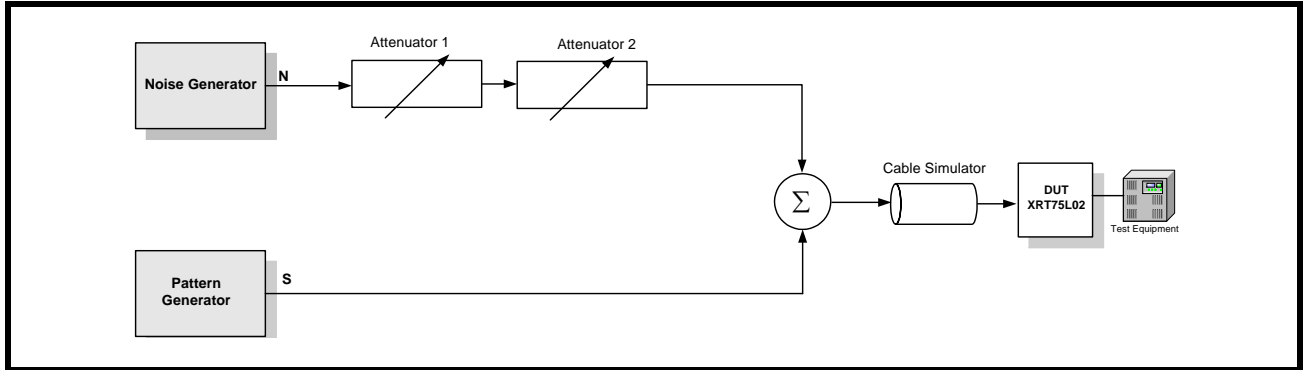 Attenuator 1
Attenuator 2
Noise Generator
N
Σ
Cable Simulator
DUT
XRT75L02
Test Equipment
Pattern
Generator
S